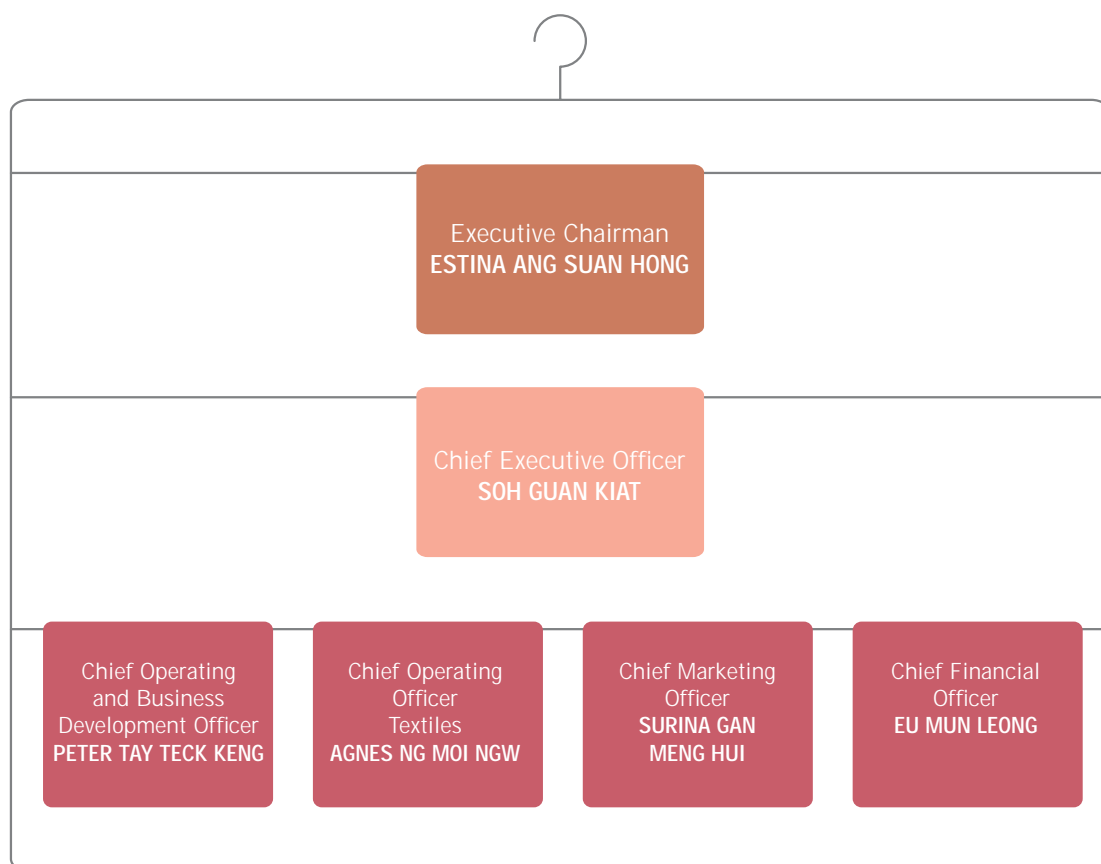 Executive Chairman
ESTINA ANG SUAN HONG
Chief Executive Officer
SOH GUAN KIAT
Chief Operating
and Business
Development Officer
PETER TAY TECK KENG
Chief Operating
Officer
Textiles
AGNES NG MOI NGW
Chief Marketing
Officer
SURINA GAN
MENG HUI
Chief Financial
Officer
EU MUN LEONG